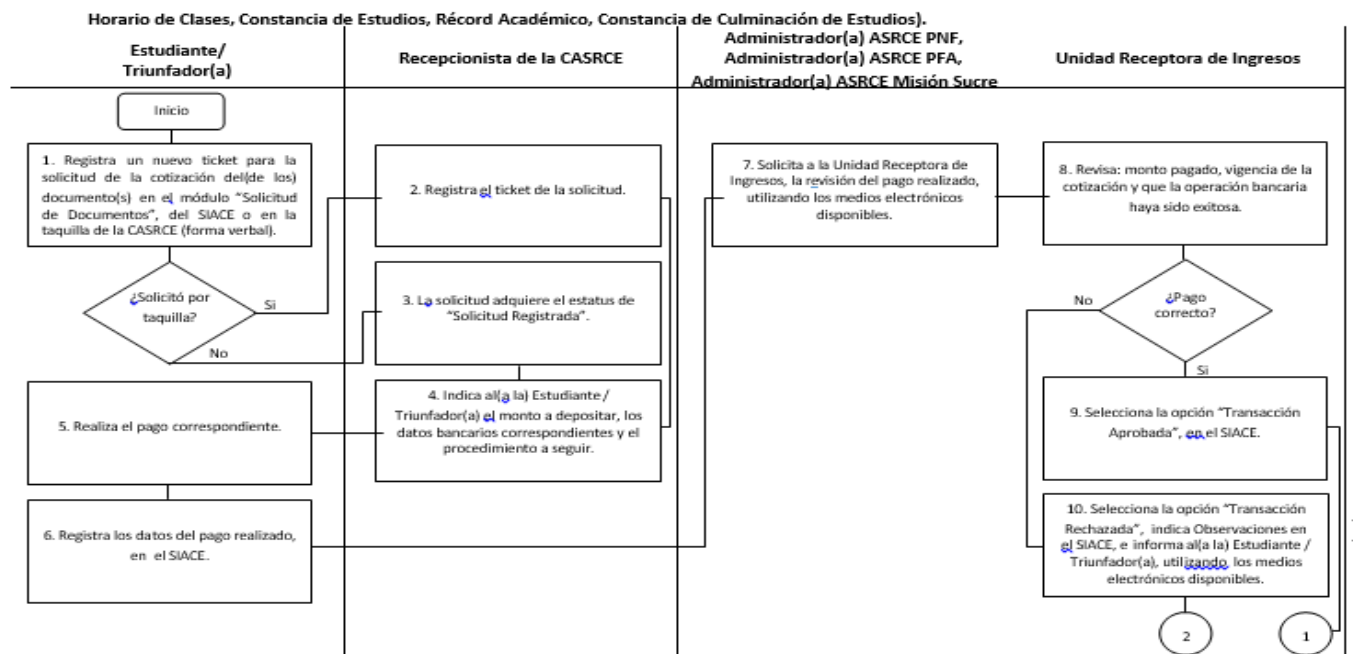 Horario de Clases, Constancia de Estudios, Récord Académico, Constancia de Culminación de Estudios).
Estudiante/
Triunfador(a)
Recepcionista de la CASRCE
Administrador(a) ASRCE PNF,
Administrador(a) ASRCE PFA,
Administrador(a) ASRCE Misión Sucre
Unidad Receptora de Ingresos
Inicio
1. Registra un nuevo ticket para la
solicitud de la cotización del(de los)
documento(s) en el módulo “Solicitud
de Documentos”, del SIACE o en la
taquilla de la CASRCE (forma verbal).
¿Solicitó por
taquilla?
Si
No
2. Registra el ticket de la solicitud.
3. La solicitud adquiere el estatus de
“Solicitud Registrada”.
4. Indica al(a la) Estudiante /
Triunfador(a) el monto a depositar, los
datos bancarios correspondientes y el
procedimiento a seguir.
5. Realiza el pago correspondiente.
6. Registra los datos del pago realizado,
en el SIACE.
7. Solicita a la Unidad Receptora de
Ingresos, la revisión del pago realizado,
utilizando los medios electrónicos
disponibles.
8. Revisa: monto pagado, vigencia de la
cotización y que la operación bancaria
haya sido exitosa.
¿Pago
correcto?
No
Si
9. Selecciona la opción “Transacción
Aprobada”, en el SIACE.
10. Selecciona la opción “Transacción
Rechazada”, indica Observaciones en
el SIACE, e informa al(a la) Estudiante /
Triunfador(a), utilizando los medios
electrónicos disponibles.
2
1